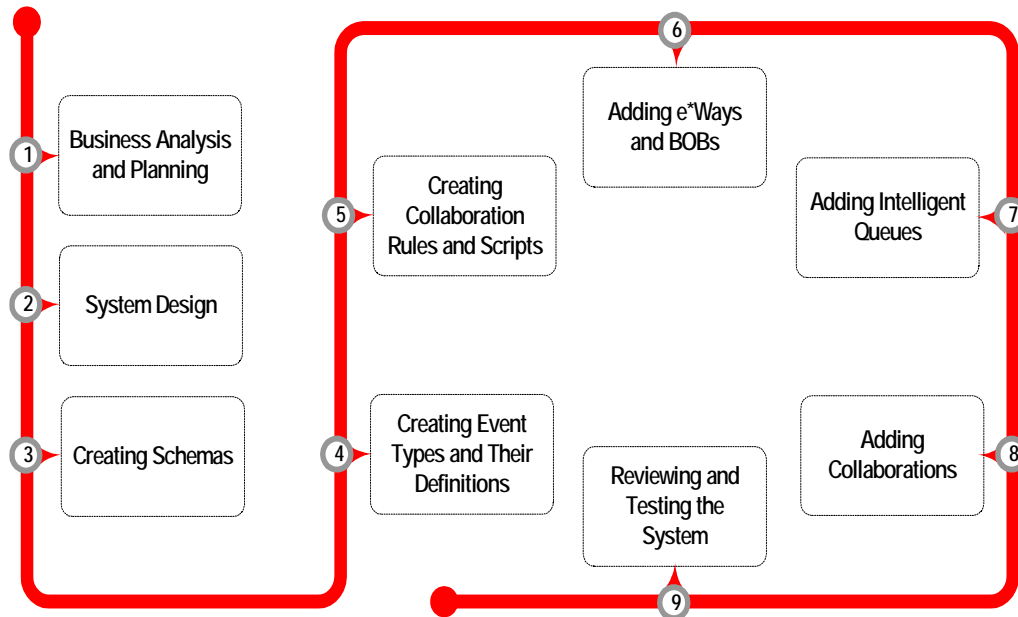 1
Business Analysis
and Planning
2
System Design
3
Creating Schemas
4
Creating Event
Types and Their
Definitions
5
Creating
Collaboration
Rules and Scripts
6
Adding e*Ways
and BOBs
7
Adding Intelligent
Queues
8
Adding
Collaborations
9
Reviewing and
Testing the
System